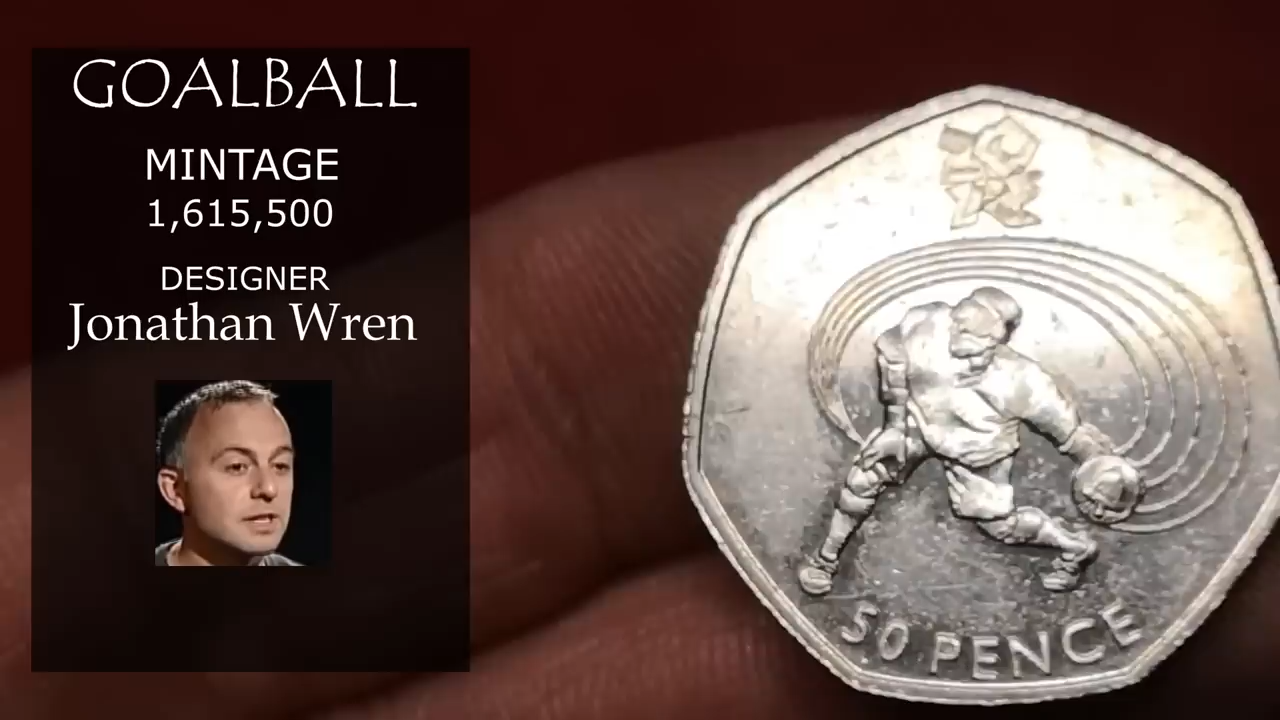 GOALBALL
MINTAGE
1,615,500
DESIGNER
Jonathan Wren
50 PENCE